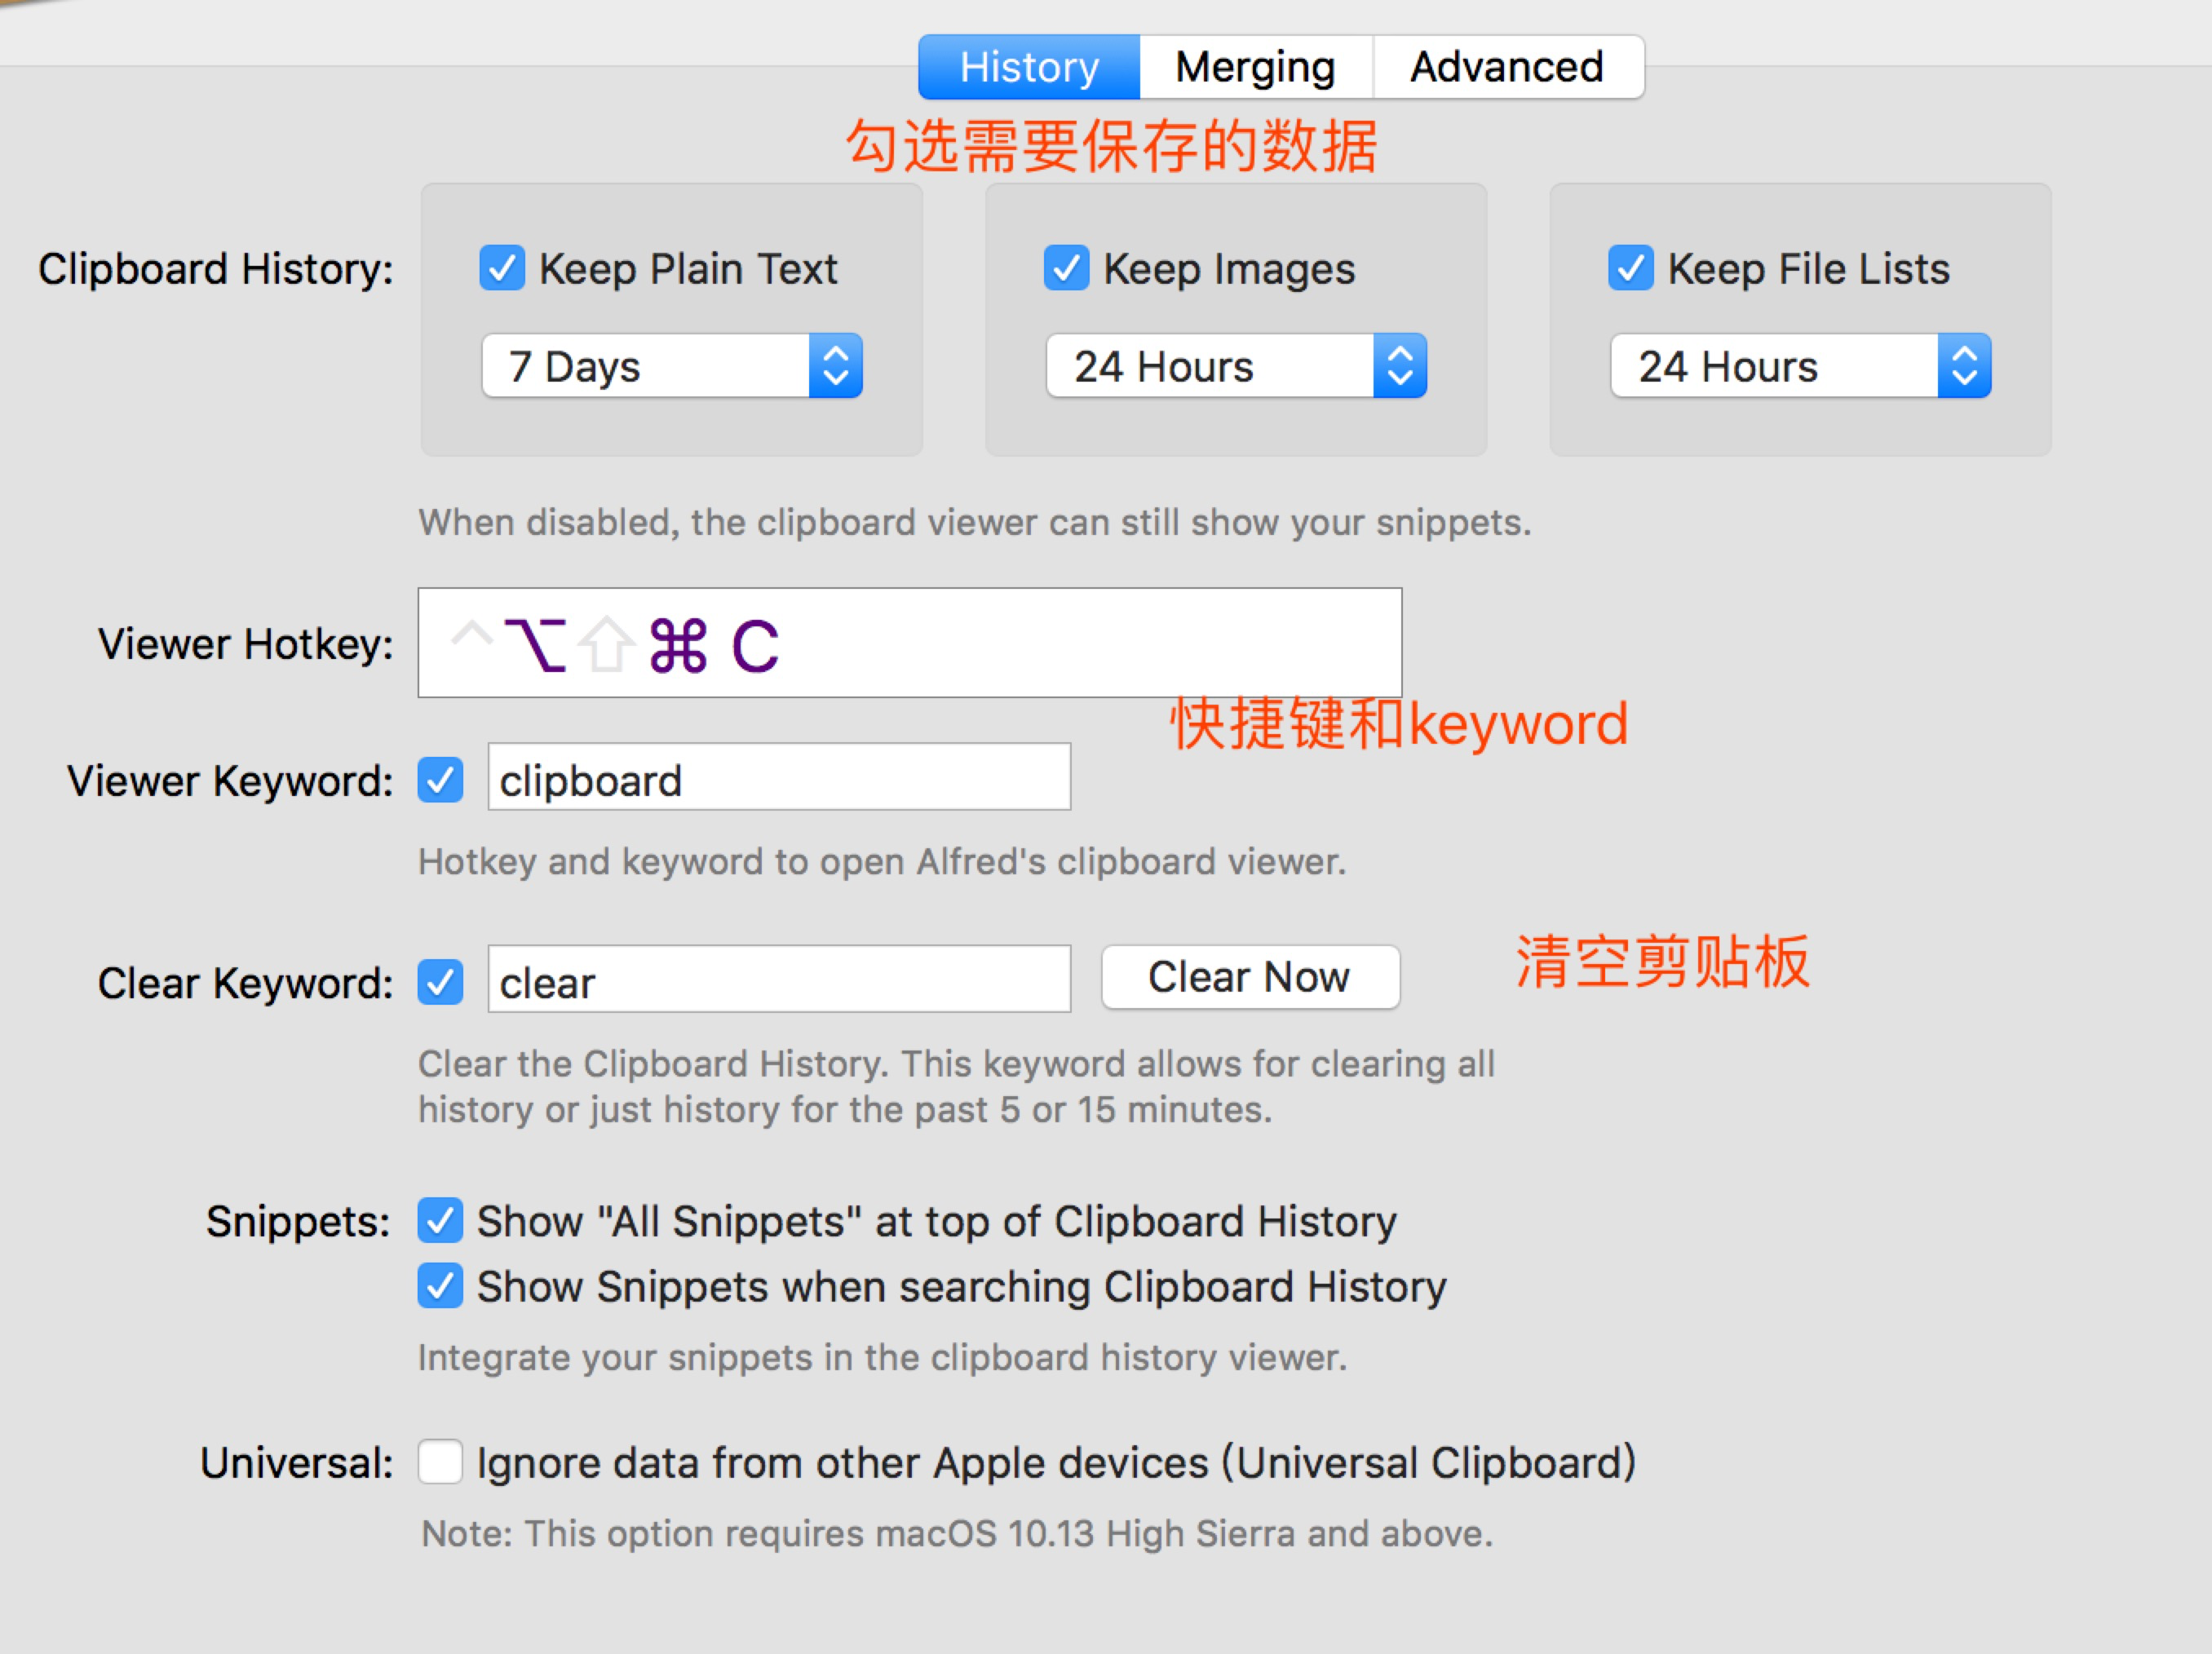 History Merging Advanced
勾选需要保存的数据
Clipboard History: Keep Plain Text Keep Images Keep File Lists
7 Days 24 Hours 24 Hours
When disabled, the clipboard viewer can still show your snippets.
Viewer Hotkey: ^⌥⇧⌘ C
快捷键和keyword
Viewer Keyword: clipboard
Hotkey and keyword to open Alfred's clipboard viewer.
清空剪贴板
Clear Keyword: clear Clear Now
Clear the Clipboard History. This keyword allows for clearing all
history or just history for the past 5 or 15 minutes.
Snippets: Show "All Snippets" at top of Clipboard History
Show Snippets when searching Clipboard History
Integrate your snippets in the clipboard history viewer.
Universal: Ignore data from other Apple devices (Universal Clipboard)
Note: This option requires macOS 10.13 High Sierra and above.